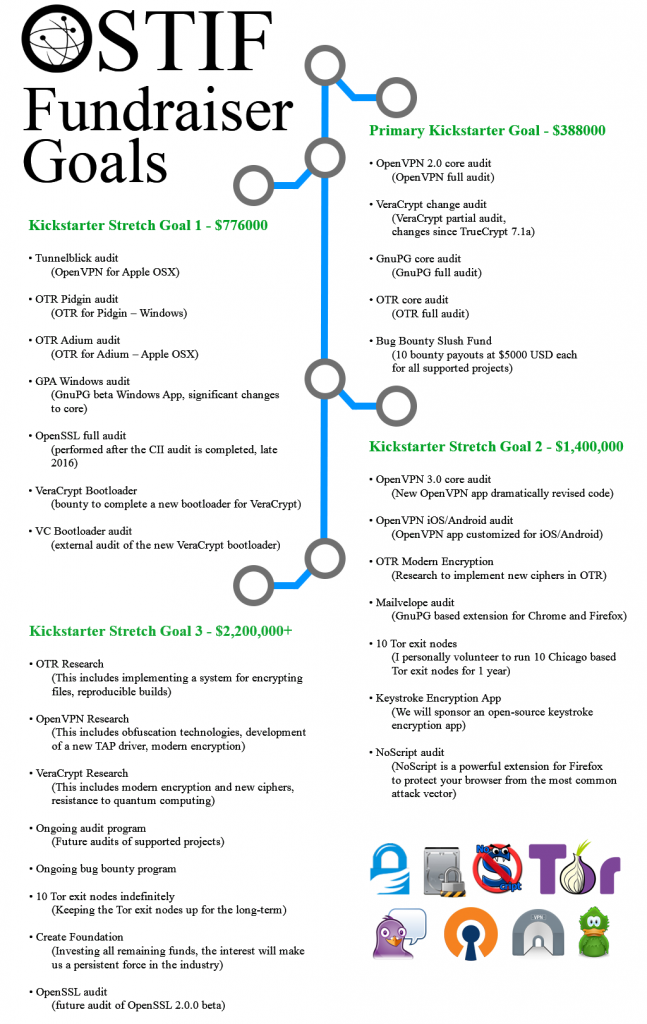 OSTIF
Fundraiser
Goals
Primary Kickstarter Goal - $388000
• OpenVPN 2.0 core audit
(OpenVPN full audit)
• VeraCrypt change audit
(VeraCrypt partial audit,
changes since TrueCrypt 7.1a)
• GnuPG core audit
(GnuPG full audit)
• OTR core audit
(OTR full audit)
• Bug Bounty Slush Fund
(10 bounty payouts at $5000 USD each
for all supported projects)
Kickstarter Stretch Goal 1 - $776000
• Tunnelblick audit
(OpenVPN for Apple OSX)
• OTR Pidgin audit
(OTR for Pidgin – Windows)
• OTR Adium audit
(OTR for Adium – Apple OSX)
• GPA Windows audit
(GnuPG beta Windows App, significant changes
to core)
• OpenSSL full audit
(performed after the CII audit is completed, late
2016)
• VeraCrypt Bootloader
(bounty to complete a new bootloader for VeraCrypt)
• VC Bootloader audit
(external audit of the new VeraCrypt bootloader)
Kickstarter Stretch Goal 2 - $1,400,000
• OpenVPN 3.0 core audit
(New OpenVPN app dramatically revised code)
• OpenVPN iOS/Android audit
(OpenVPN app customized for iOS/Android)
• OTR Modern Encryption
(Research to implement new ciphers in OTR)
• Mailvelope audit
(GnuPG based extension for Chrome and Firefox)
• 10 Tor exit nodes
(I personally volunteer to run 10 Chicago based
Tor exit nodes for 1 year)
• Keystroke Encryption App
(We will sponsor an open-source keystroke
encryption app)
• NoScript audit
(NoScript is a powerful extension for Firefox
to protect your browser from the most common
attack vector)
Kickstarter Stretch Goal 3 - $2,200,000+
• OTR Research
(This includes implementing a system for encrypting
files, reproducible builds)
• OpenVPN Research
(This includes obfuscation technologies, development
of a new TAP driver, modern encryption)
• VeraCrypt Research
(This includes modern encryption and new ciphers,
resistance to quantum computing)
• Ongoing audit program
(Future audits of supported projects)
• Ongoing bug bounty program
• 10 Tor exit nodes indefinitely
(Keeping the Tor exit nodes up for the long-term)
• Create Foundation
(Investing all remaining funds, the interest will make
us a persistent force in the industry)
• OpenSSL audit
(future audit of OpenSSL 2.0.0 beta)
No Script
Tor
VPN